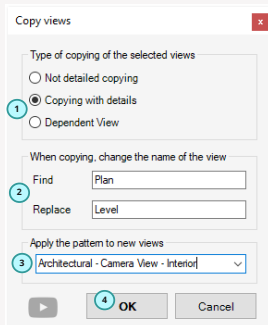 Copy views
x
Type of copying of the selected views
Not detailed copying
1 Copying with details
Dependent View
When copying, change the name of the view
Find Plan
2
Replace Level
Apply the pattern to new views
3 Architectural - Camera View - Interior
4 OK Cancel